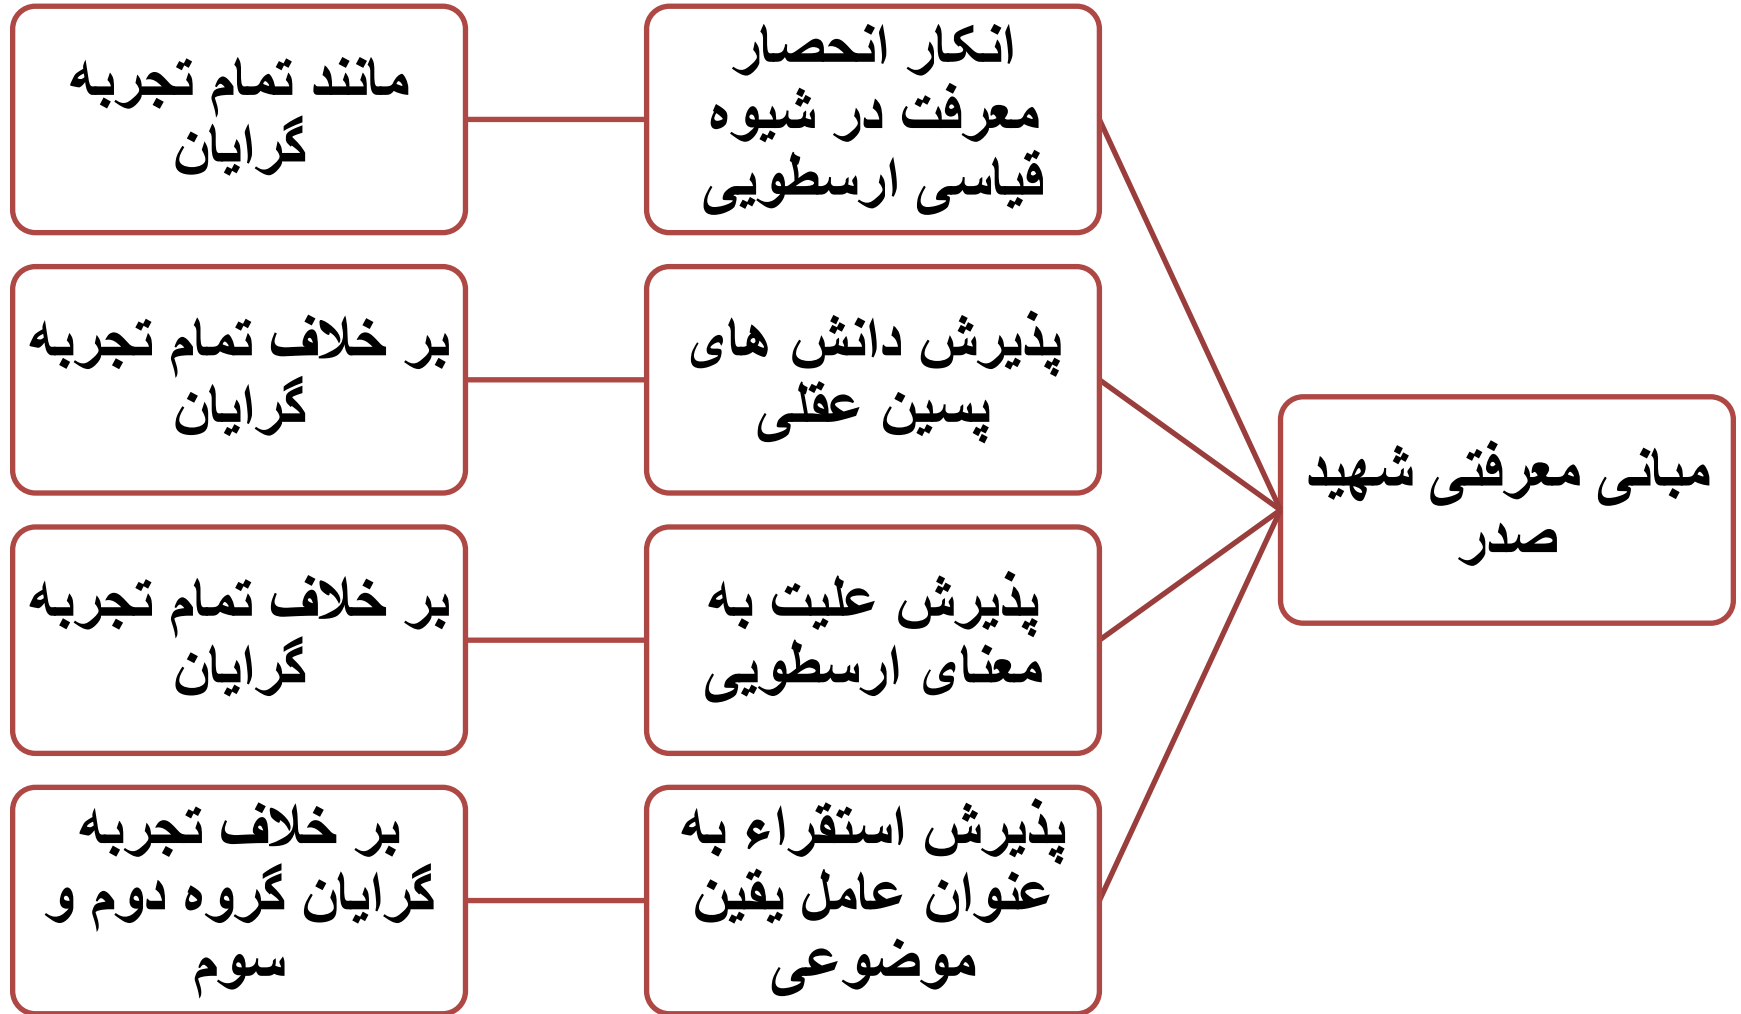 مبانی معرفتی شهید
صدر
انکار انحصار
معرفت در شیوه
قیاسی ارسطویی
مانند تمام تجربه
گرایان
پذیرش دانش های
پسین عقلی
بر خلاف تمام تجربه
گرایان
پذیرش علیت به
معنای ارسطویی
بر خلاف تمام تجربه
گرایان
پذیرش استقراء به
عنوان عامل یقین
موضوعی
بر خلاف تجربه
گرایان گروه دوم و
سوم